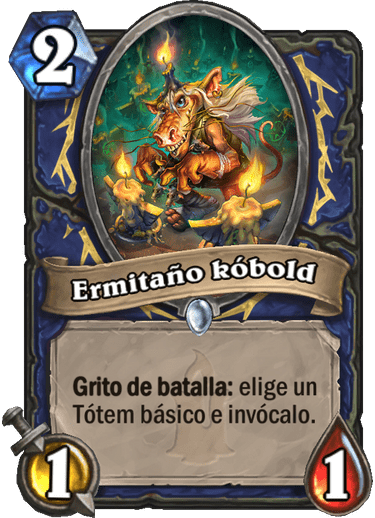 2
Ermitaño kóbold
Grito de batalla: elige un
Tótem básico e invócalo.
1
1